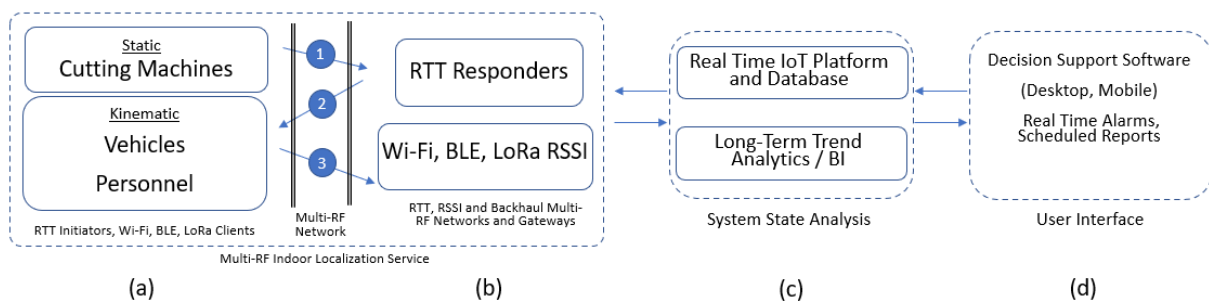 Static
Cutting Machines
Kinematic
Vehicles
Personnel
RTT Initiators, Wi-Fi, BLE, LoRa Clients
1
2
3
Multi-RF
Network
RTT Responders
Wi-Fi, BLE, LoRa RSSI
RTT, RSSI and Backhaul Multi-
RF Networks and Gateways
Multi-RF Indoor Localization Service
Real Time IoT Platform
and Database
Long-Term Trend
Analytics / BI
System State Analysis
Decision Support Software
(Desktop, Mobile)
Real Time Alarms,
Scheduled Reports
User Interface
(a)
(b)
(c)
(d)